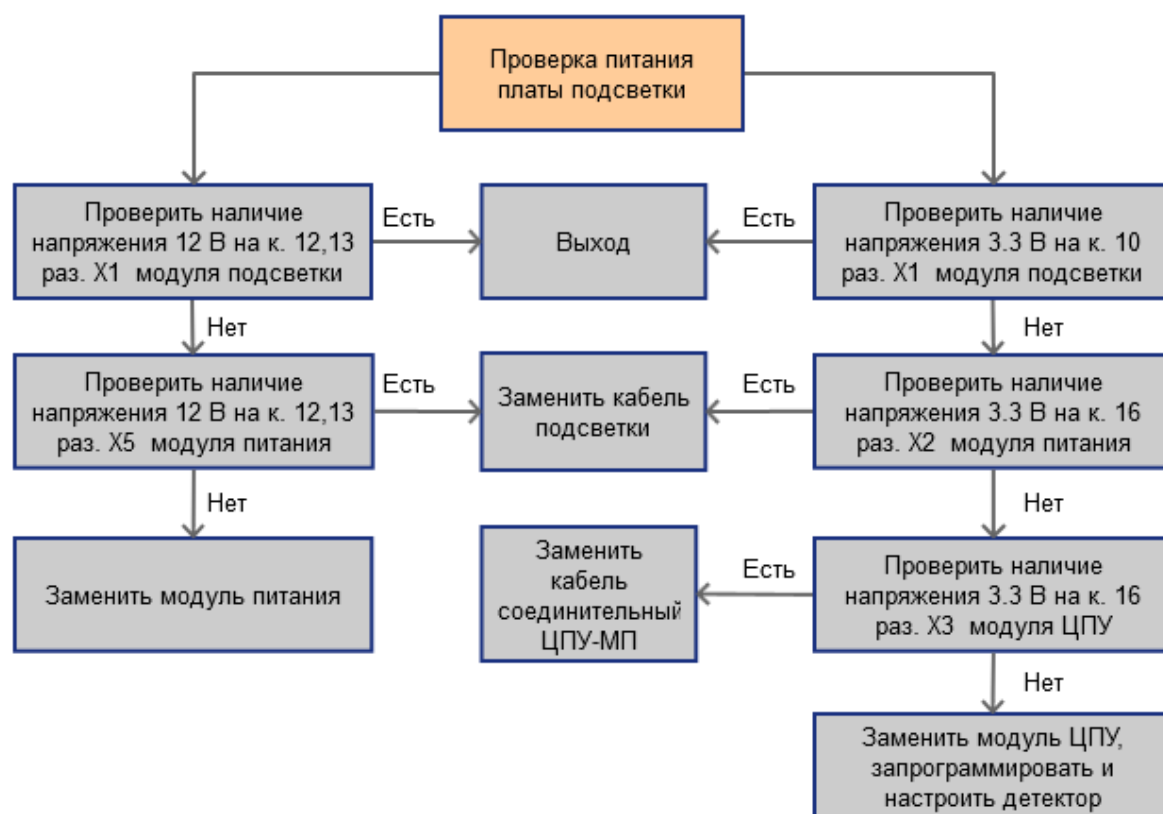 Проверка питания
платы подсветки
Проверить наличие
напряжения 12 В на к. 12,13
раз. X1 модуля подсветки
Есть
Выход
Есть
Проверить наличие
напряжения 3.3 В на к. 10
раз. X1 модуля подсветки
Нет
Нет
Проверить наличие
напряжения 12 В на к. 12,13
раз. X5 модуля питания
Есть
Заменить кабель
подсветки
Есть
Проверить наличие
напряжения 3.3 В на к. 16
раз. X2 модуля питания
Нет
Нет
Заменить модуль питания
Заменить
кабель
соединительный
ЦПУ-МП
Есть
Проверить наличие
напряжения 3.3 В на к. 16
раз. X3 модуля ЦПУ
Нет
Заменить модуль ЦПУ,
запрограммировать и
настроить детектор